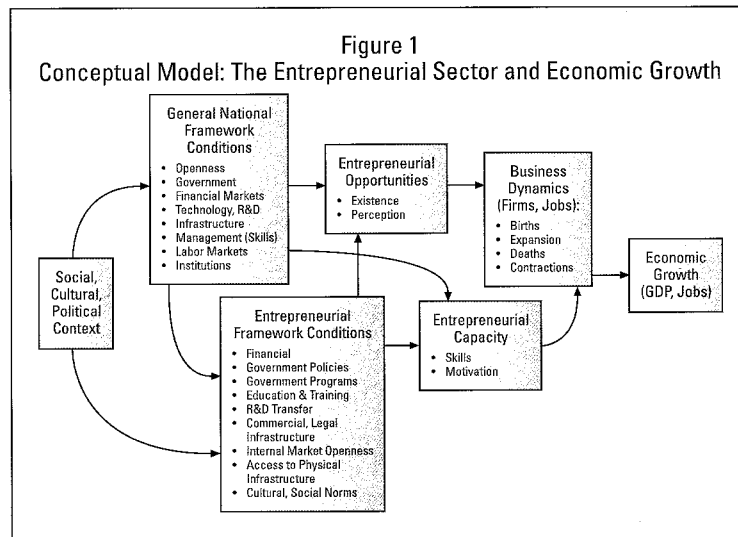 Figure 1
Conceptual Model: The Entrepreneurial Sector and Economic Growth
General National
Framework
Conditions
• Openness
• Government
• Financial Markets
• Technology, R&D
• Infrastructure
• Management (Skills)
• Labor Markets
• Institutions
Entrepreneurial
Opportunities
• Existence
• Perception
Business
Dynamics
(Firms, Jobs):
• Births
• Expansion
• Deaths
• Contractions
Social,
Cultural,
Political
Context
Economic
Growth
(GDP, Jobs)
Entrepreneurial
Framework Conditions
• Financial
• Government Policies
• Government Programs
• Education & Training
• R&D Transfer
• Commercial, Legal
Infrastructure
• Internal Market Openness
• Access to Physical
Infrastructure
• Cultural, Social Norms
Entrepreneurial
Capacity
• Skills
• Motivation